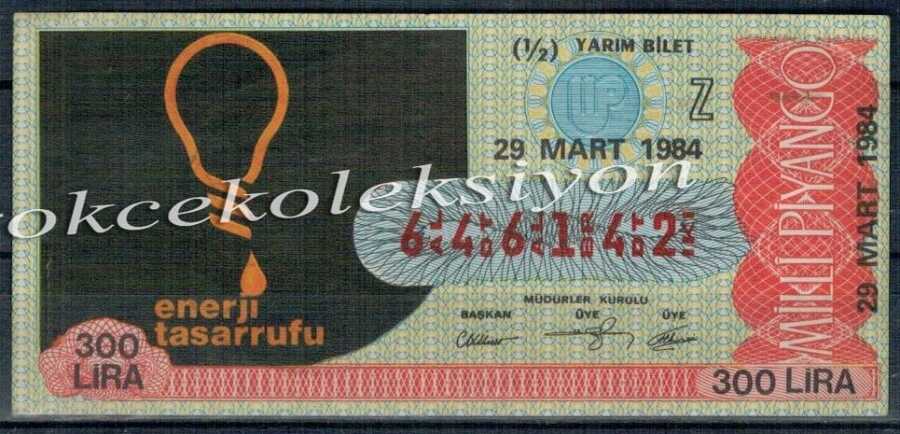 (1/2) YARIM BİLET
MP
Z
29 MART 1984
okcekoleksiyon
6 4 6 1 4 2
MÜDÜRLER KURULU
BAŞKAN ÜYE ÜYE
enerji
tasarrufu
300
LİRA
300 LİRA
MİLLİ PİYANGO
29 MART 1984